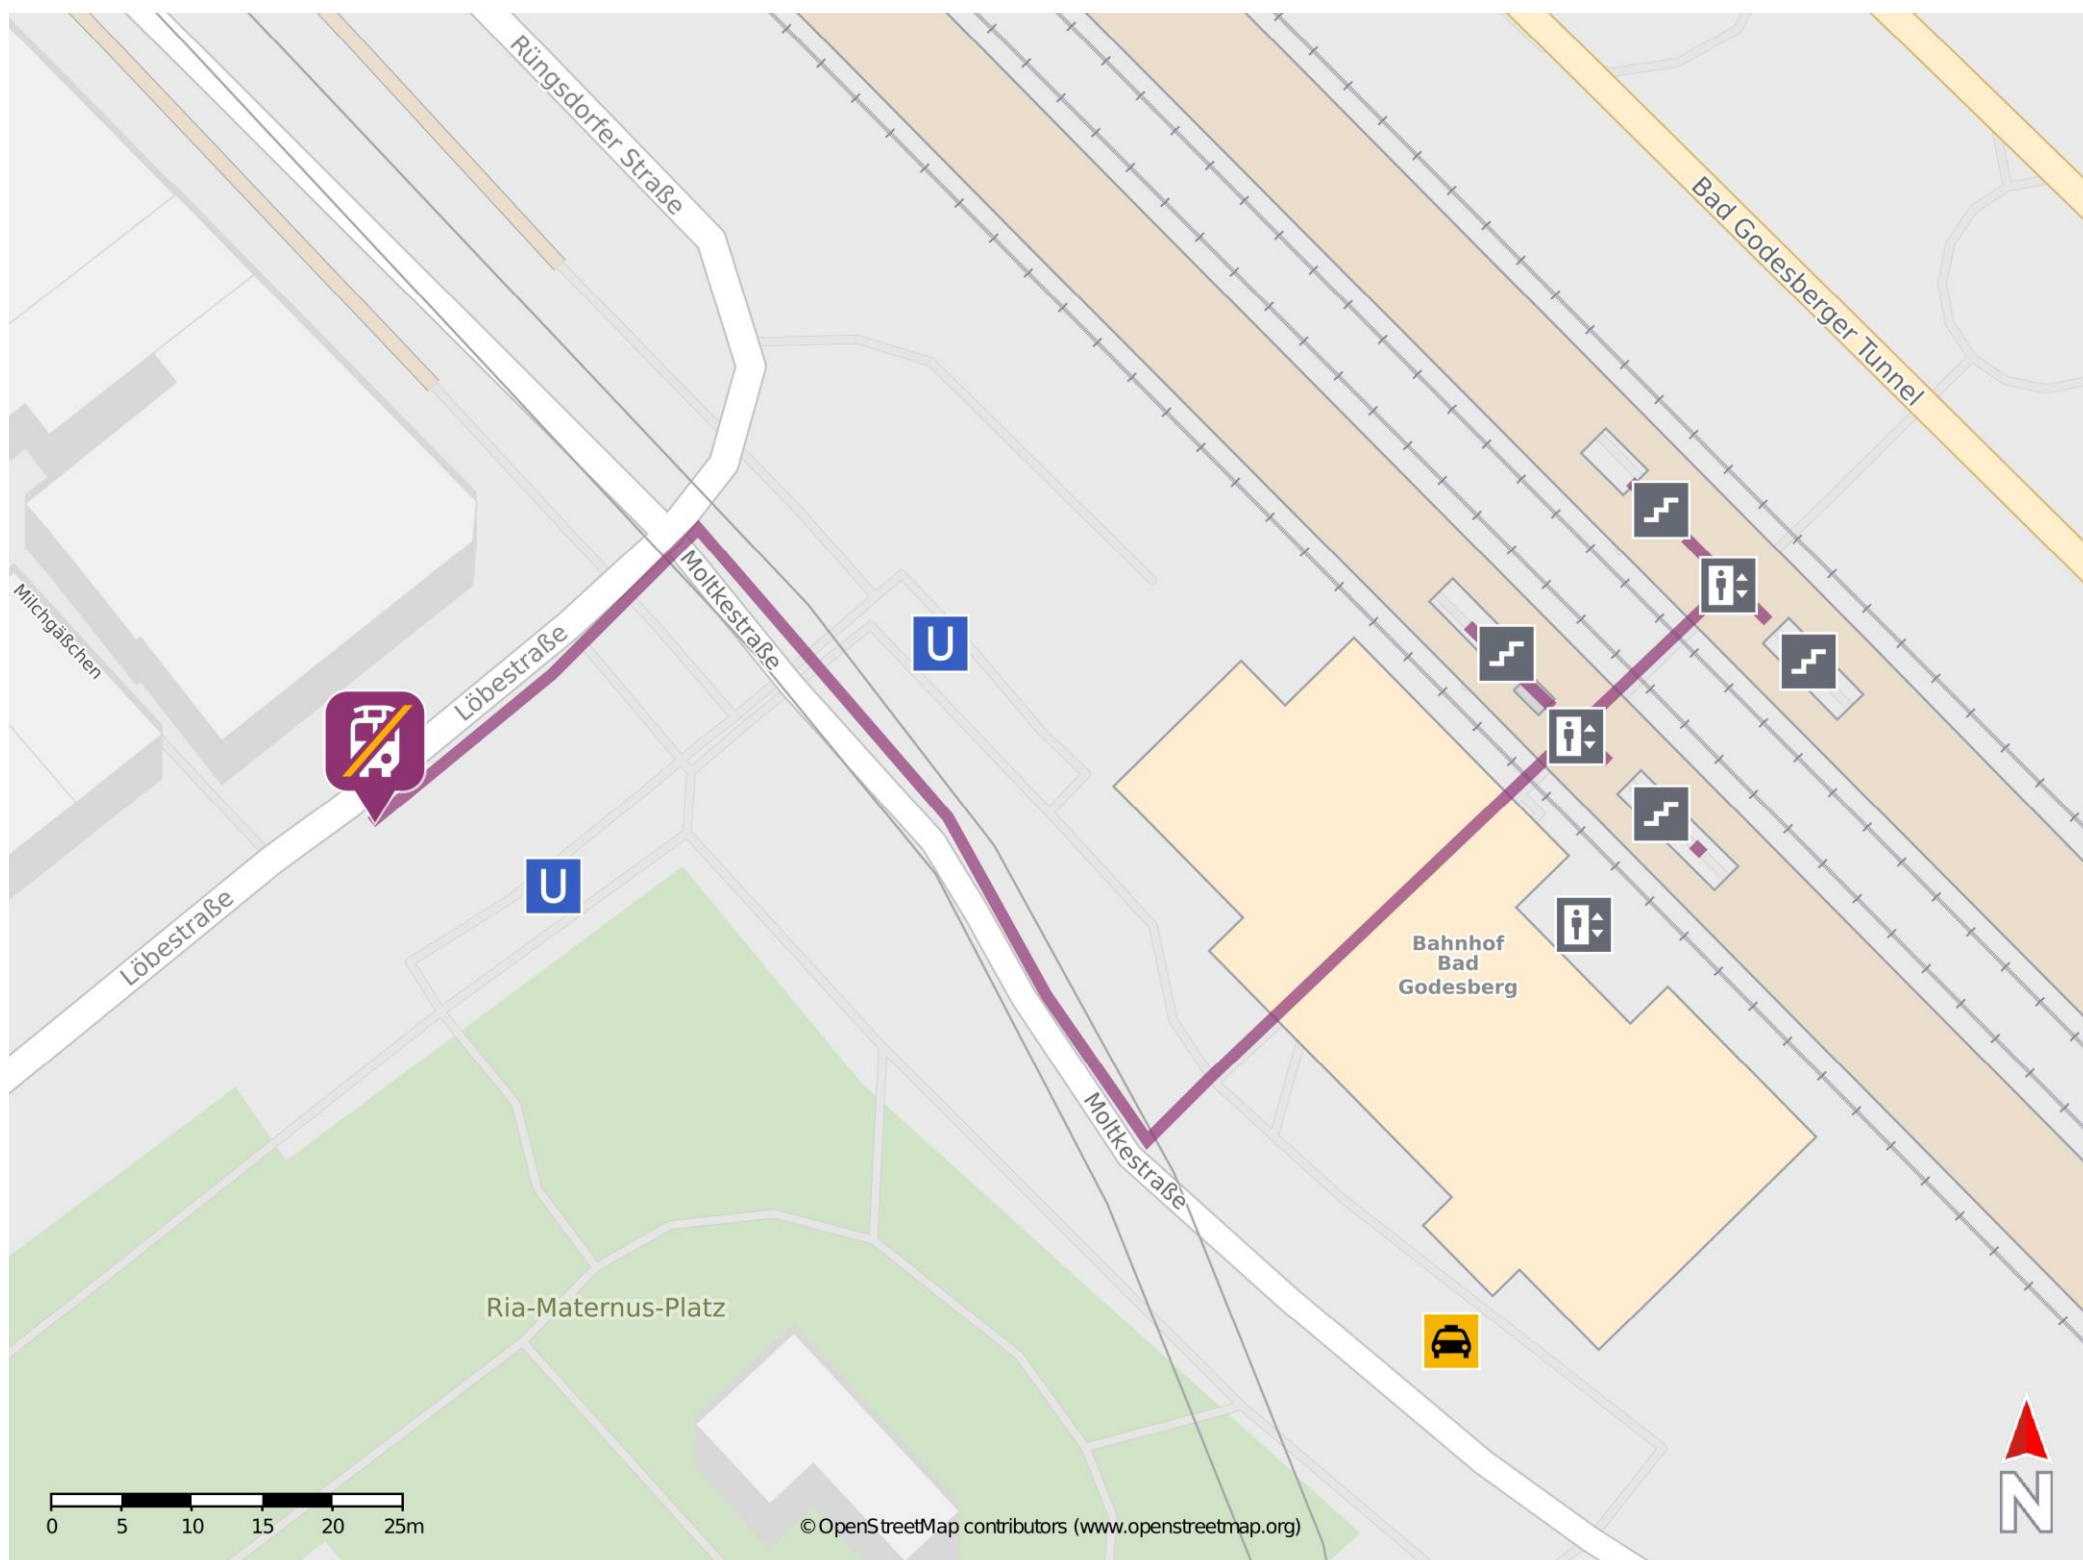 Rüngsdorfer Straße
Bad Godesberger Tunnel
Moltkestraße
Milchgäßchen
Löbestraße
U
U
Löbestraße
Bahnhof
Bad
Godesberg
Moltkestraße
Ria-Maternus-Platz
N
0 5 10 15 20 25m
© OpenStreetMap contributors (www.openstreetmap.org)